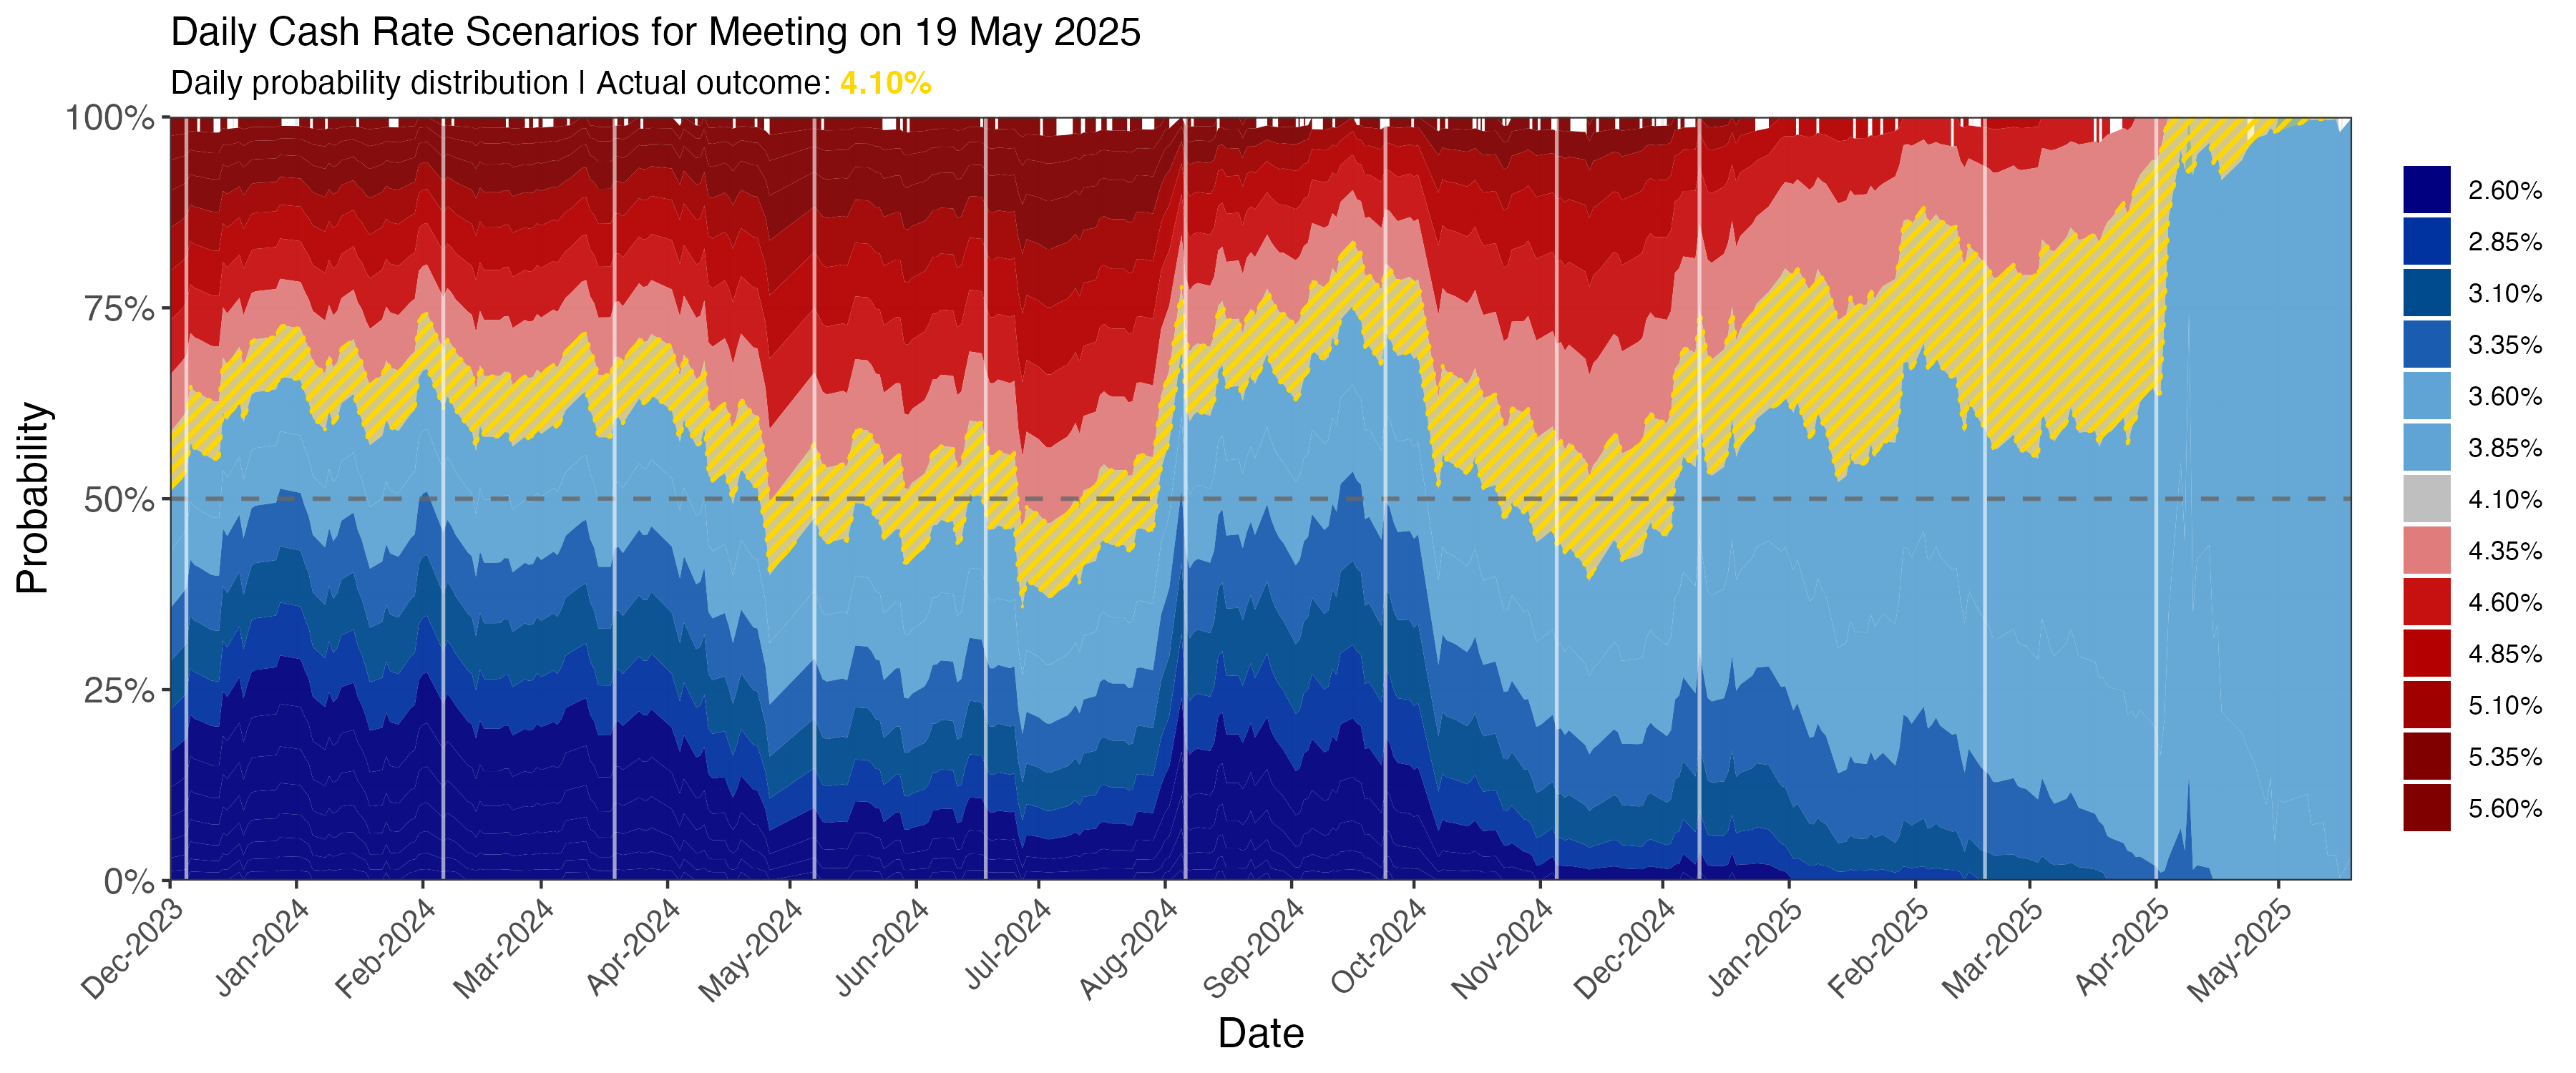 Daily Cash Rate Scenarios for Meeting on 19 May 2025
Daily probability distribution | Actual outcome: 4.10%
Probability
100%
75%
50%
25%
0%
Dec-2023
Jan-2024
Feb-2024
Mar-2024
Apr-2024
May-2024
Jun-2024
Jul-2024
Aug-2024
Sep-2024
Oct-2024
Nov-2024
Dec-2024
Jan-2025
Feb-2025
Mar-2025
Apr-2025
May-2025
Date
2.60%
2.85%
3.10%
3.35%
3.60%
3.85%
4.10%
4.35%
4.60%
4.85%
5.10%
5.35%
5.60%